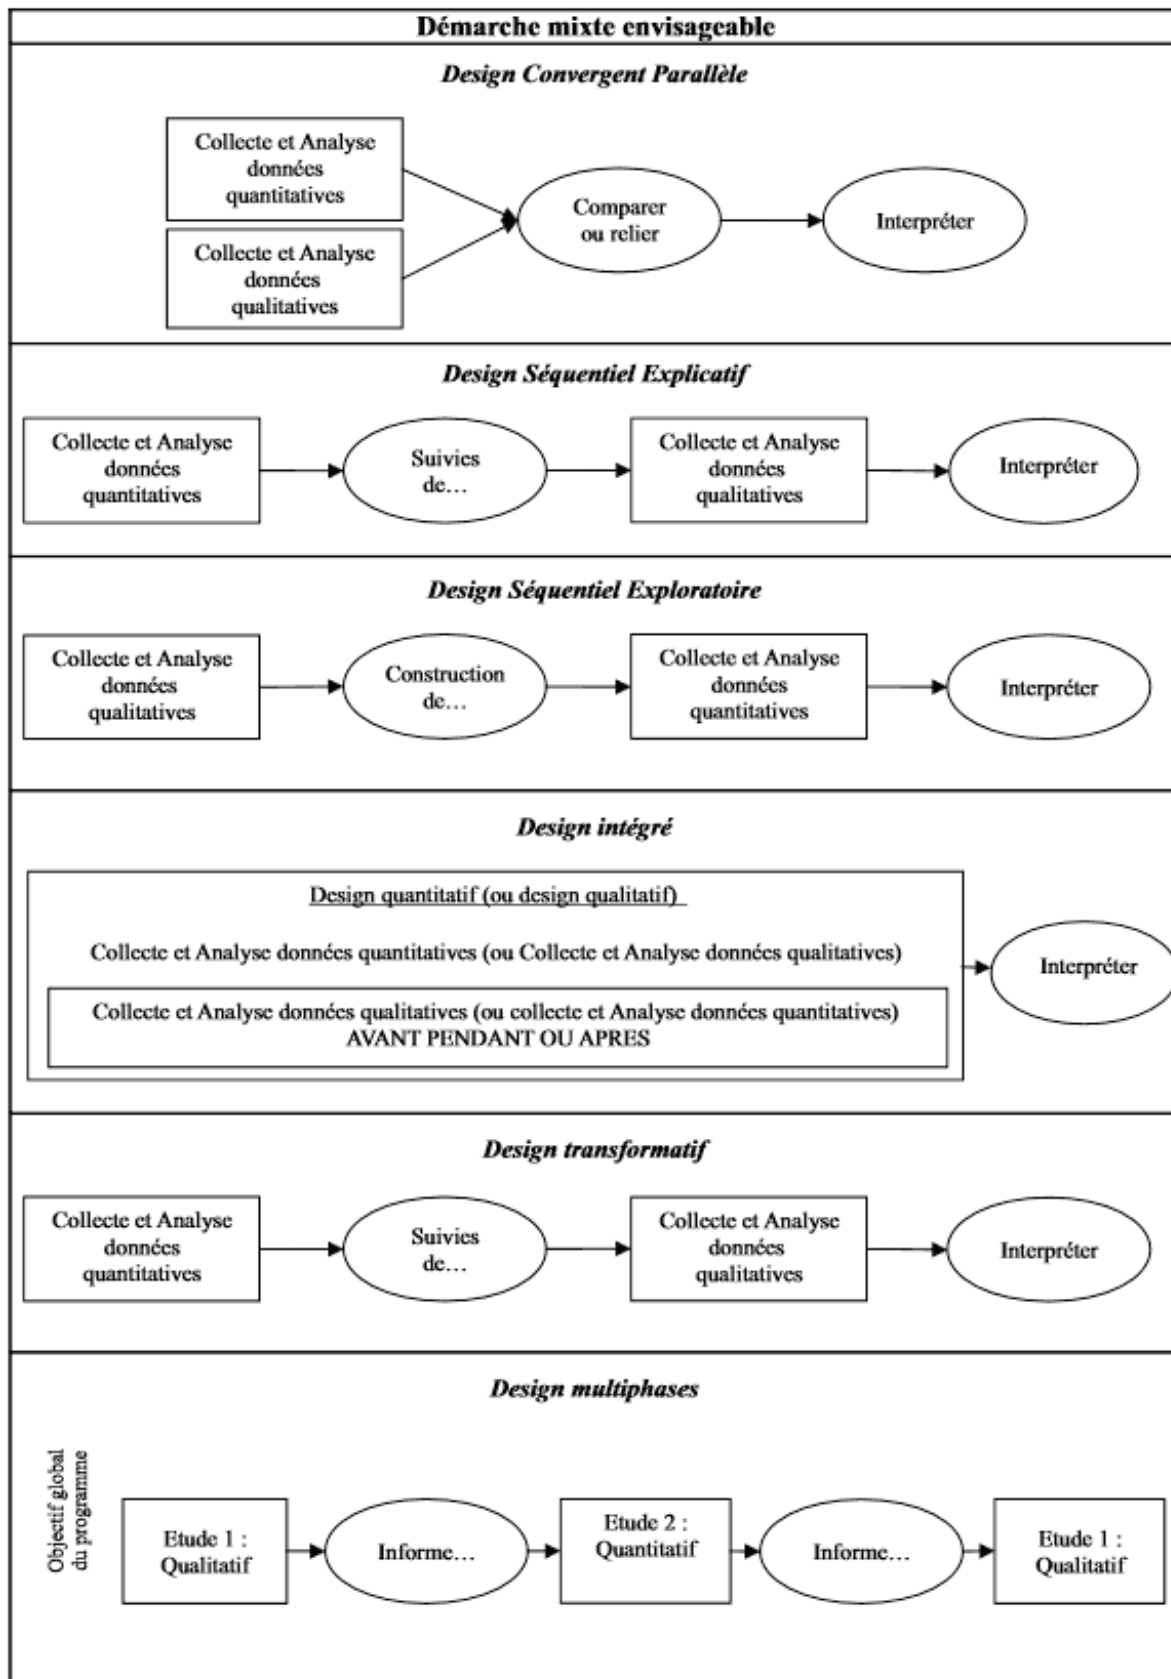 Démarche mixte envisageable
Design Convergent Parallèle
Collecte et Analyse
données
quantitatives
Collecte et Analyse
données
qualitatives
Comparer
ou relier
Interpréter
Design Séquentiel Explicatif
Collecte et Analyse
données
quantitatives
Suivies
de…
Collecte et Analyse
données
qualitatives
Interpréter
Design Séquentiel Exploratoire
Collecte et Analyse
données
qualitatives
Construction
de…
Collecte et Analyse
données
quantitatives
Interpréter
Design intégré
Design quantitatif (ou design qualitatif)
Collecte et Analyse données quantitatives (ou Collecte et Analyse données qualitatives)
Collecte et Analyse données qualitatives (ou collecte et Analyse données quantitatives)
AVANT PENDANT OU APRES
Interpréter
Design transformatif
Collecte et Analyse
données
quantitatives
Suivies
de…
Collecte et Analyse
données
qualitatives
Interpréter
Design multiphases
Objectif global
du programme
Etude 1 :
Qualitatif
Informe…
Etude 2 :
Quantitatif
Informe…
Etude 1 :
Qualitatif